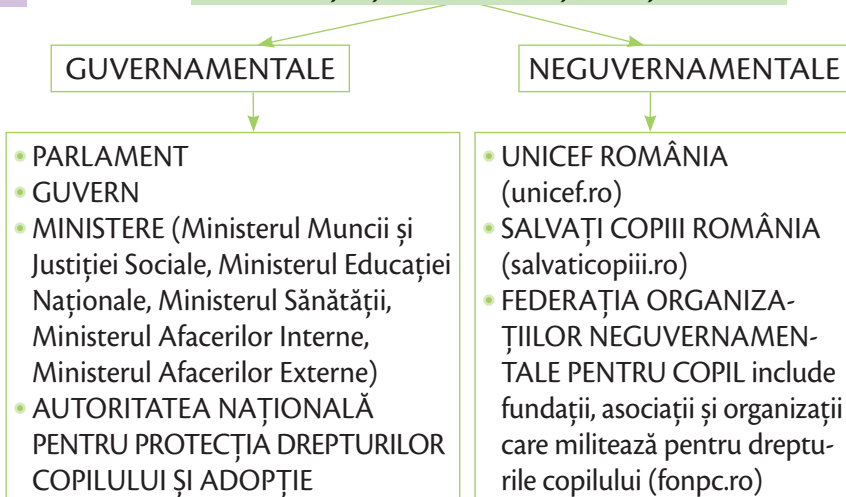 GUVERNAMENTALE
NEGUVERNAMENTALE
• PARLAMENT
• GUVERN
• MINISTERE (Ministerul Muncii și
Justiției Sociale, Ministerul Educației
Naționale, Ministerul Sănătății,
Ministerul Afacerilor Interne,
Ministerul Afacerilor Externe)
• AUTORITATEA NAȚIONALĂ
PENTRU PROTECȚIA DREPTURILOR
COPILULUI ȘI ADOPȚIE
• UNICEF ROMÂNIA
(unicef.ro)
• SALVAȚI COPIII ROMÂNIA
(salvaticopiii.ro)
• FEDERAȚIA ORGANIZA-
ȚIILOR NEGUVERNAMEN-
TALE PENTRU COPIL include
fundații, asociații și organizații
care militează pentru dreptu-
rile copilului (fonpc.ro)